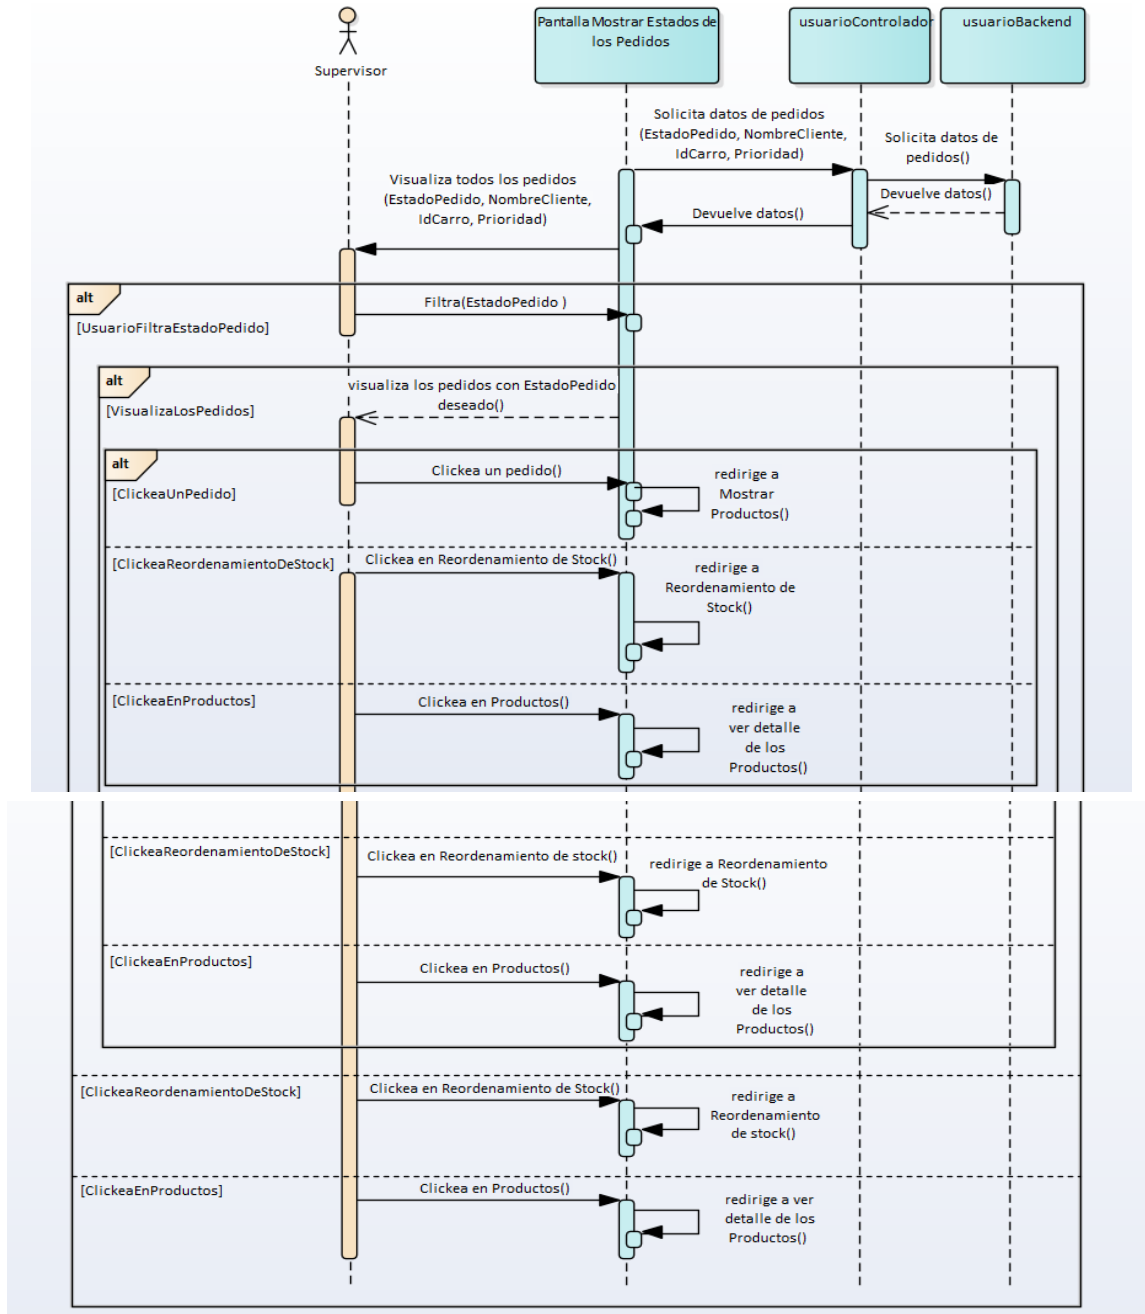 Supervisor
Pantalla Mostrar Estados de
los Pedidos
usuarioControlador
usuarioBackend
Solicita datos de pedidos
(EstadoPedido, NombreCliente,
IdCarro, Prioridad)
Solicita datos de
pedidos()
Devuelve datos()
Devuelve datos()
Visualiza todos los pedidos
(EstadoPedido, NombreCliente,
IdCarro, Prioridad)
alt
[UsuarioFiltraEstadoPedido]
Filtra(EstadoPedido )
alt
[VisualizaLosPedidos]
visualiza los pedidos con EstadoPedido
deseado()
alt
[ClickeaUnPedido]
Clickea un pedido()
redirige a
Mostrar
Productos()
[ClickeaReordenamientoDeStock]
Clickea en Reordenamiento de Stock()
redirige a
Reordenamiento de
Stock()
[ClickeaEnProductos]
Clickea en Productos()
redirige a
ver detalle
de los
Productos()
[ClickeaReordenamientoDeStock]
Clickea en Reordenamiento de stock()
redirige a Reordenamiento
de Stock()
[ClickeaEnProductos]
Clickea en Productos()
redirige a
ver detalle
de los
Productos()
[ClickeaReordenamientoDeStock]
Clickea en Reordenamiento de Stock()
redirige a
Reordenamiento
de stock()
[ClickeaEnProductos]
Clickea en Productos()
redirige a ver
detalle de los
Productos()